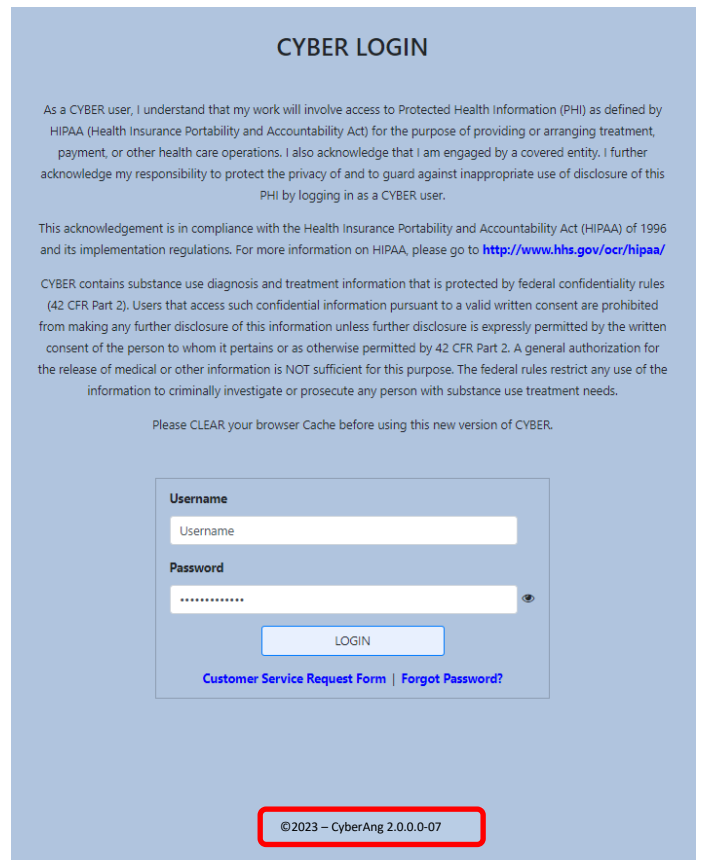 CYBER LOGIN
As a CYBER user, I understand that my work will involve access to Protected Health Information (PHI) as defined by
HIPAA (Health Insurance Portability and Accountability Act) for the purpose of providing or arranging treatment,
payment, or other health care operations. I also acknowledge that I am engaged by a covered entity. I further
acknowledge my responsibility to protect the privacy of and to guard against inappropriate use of disclosure of this
PHI by logging in as a CYBER user.
This acknowledgement is in compliance with the Health Insurance Portability and Accountability Act (HIPAA) of 1996
and its implementation regulations. For more information on HIPAA, please go to http://www.hhs.gov/ocr/hipaa/
CYBER contains substance use diagnosis and treatment information that is protected by federal confidentiality rules
(42 CFR Part 2). Users that access such confidential information pursuant to a valid written consent are prohibited
from making any further disclosure of this information unless further disclosure is expressly permitted by the written
consent of the person to whom it pertains or as otherwise permitted by 42 CFR Part 2. A general authorization for
the release of medical or other information is NOT sufficient for this purpose. The federal rules restrict any use of the
information to criminally investigate or prosecute any person with substance use treatment needs.
Please CLEAR your browser Cache before using this new version of CYBER.
Username
Username
Password
•••••••••••••
LOGIN
Customer Service Request Form | Forgot Password?
©2023 – CyberAng 2.0.0.0-07